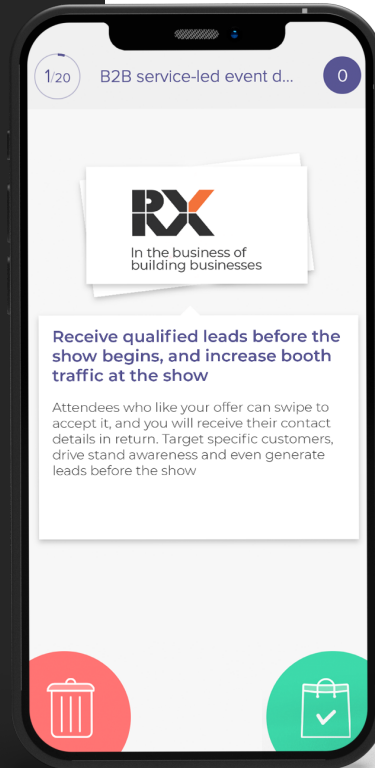 1/20
B2B service-led event d...
0
RX
In the business of
building businesses
Receive qualified leads before the
show begins, and increase booth
traffic at the show
Attendees who like your offer can swipe to
accept it, and you will receive their contact
details in return. Target specific customers,
drive stand awareness and even generate
leads before the show